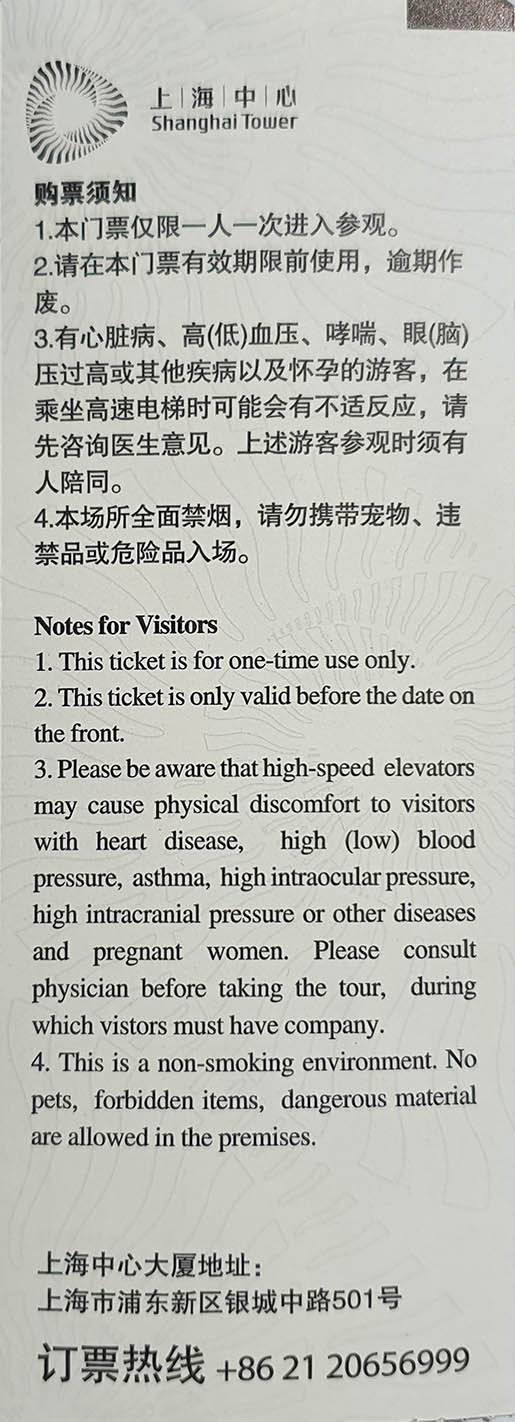 上|海|中|心
Shanghai Tower
购票须知
1.本门票仅限一人一次进入参观。
2.请在本门票有效期限前使用，逾期作
废。
3.有心脏病、高(低)血压、哮喘、眼(脑)
压过高或其他疾病以及怀孕的游客，在
乘坐高速电梯时可能会有不适反应，请
先咨询医生意见。上述游客参观时须有
人陪同。
4.本场所全面禁烟，请勿携带宠物、违
禁品或危险品入场。
Notes for Visitors
1. This ticket is for one-time use only.
2. This ticket is only valid before the date on
the front.
3. Please be aware that high-speed elevators
may cause physical discomfort to visitors
with heart disease, high (low) blood
pressure, asthma, high intraocular pressure,
high intracranial pressure or other diseases
and pregnant women. Please consult
physician before taking the tour, during
which vistors must have company.
4. This is a non-smoking environment. No
pets, forbidden items, dangerous material
are allowed in the premises.
上海中心大厦地址：
上海市浦东新区银城中路501号
订票热线 +86 21 20656999